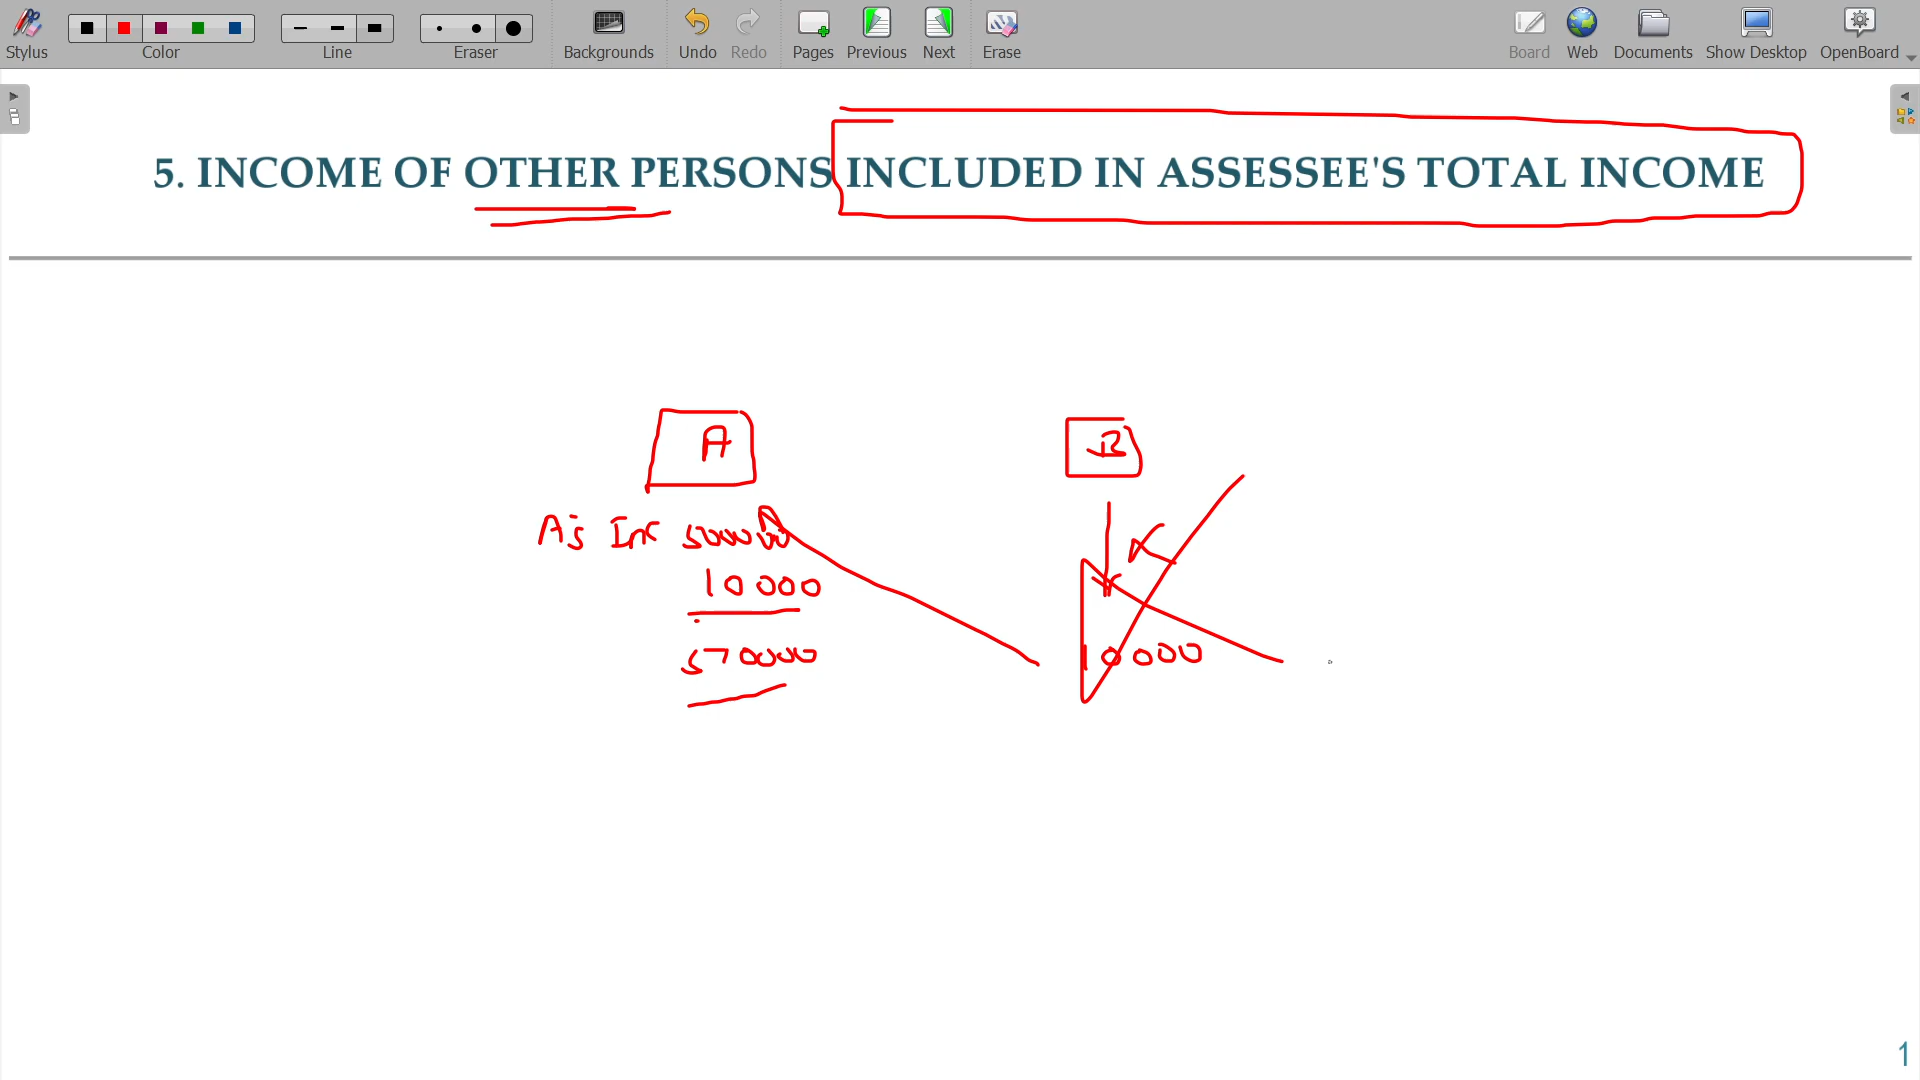 Stylus Color Line Eraser Backgrounds Undo Redo Pages Previous Next Erase Board Web Documents Show Desktop OpenBoard
5. INCOME OF OTHER PERSONS INCLUDED IN ASSESSEE'S TOTAL INCOME
A B
A's Inc
10000
570000 10000
1